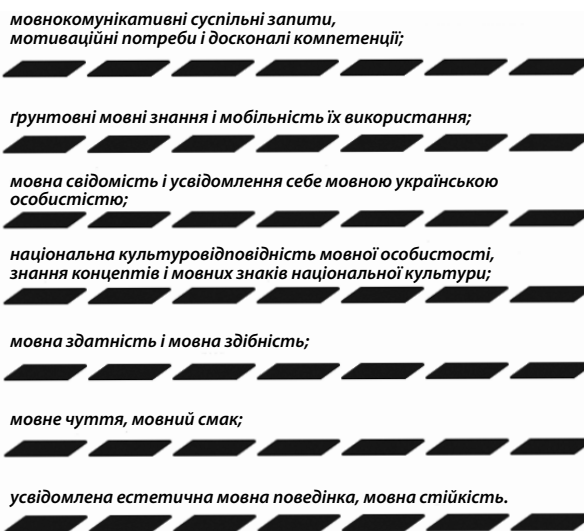 мовнокомунікативні суспільні запити,
мотиваційні потреби і досконалі компетенції;
ґрунтовні мовні знання і мобільність їх використання;
мовна свідомість і усвідомлення себе мовною українською
особистістю;
національна культуровідповідність мовної особистості,
знання концептів і мовних знаків національної культури;
мовна здатність і мовна здібність;
мовне чуття, мовний смак;
усвідомлена естетична мовна поведінка, мовна стійкість.